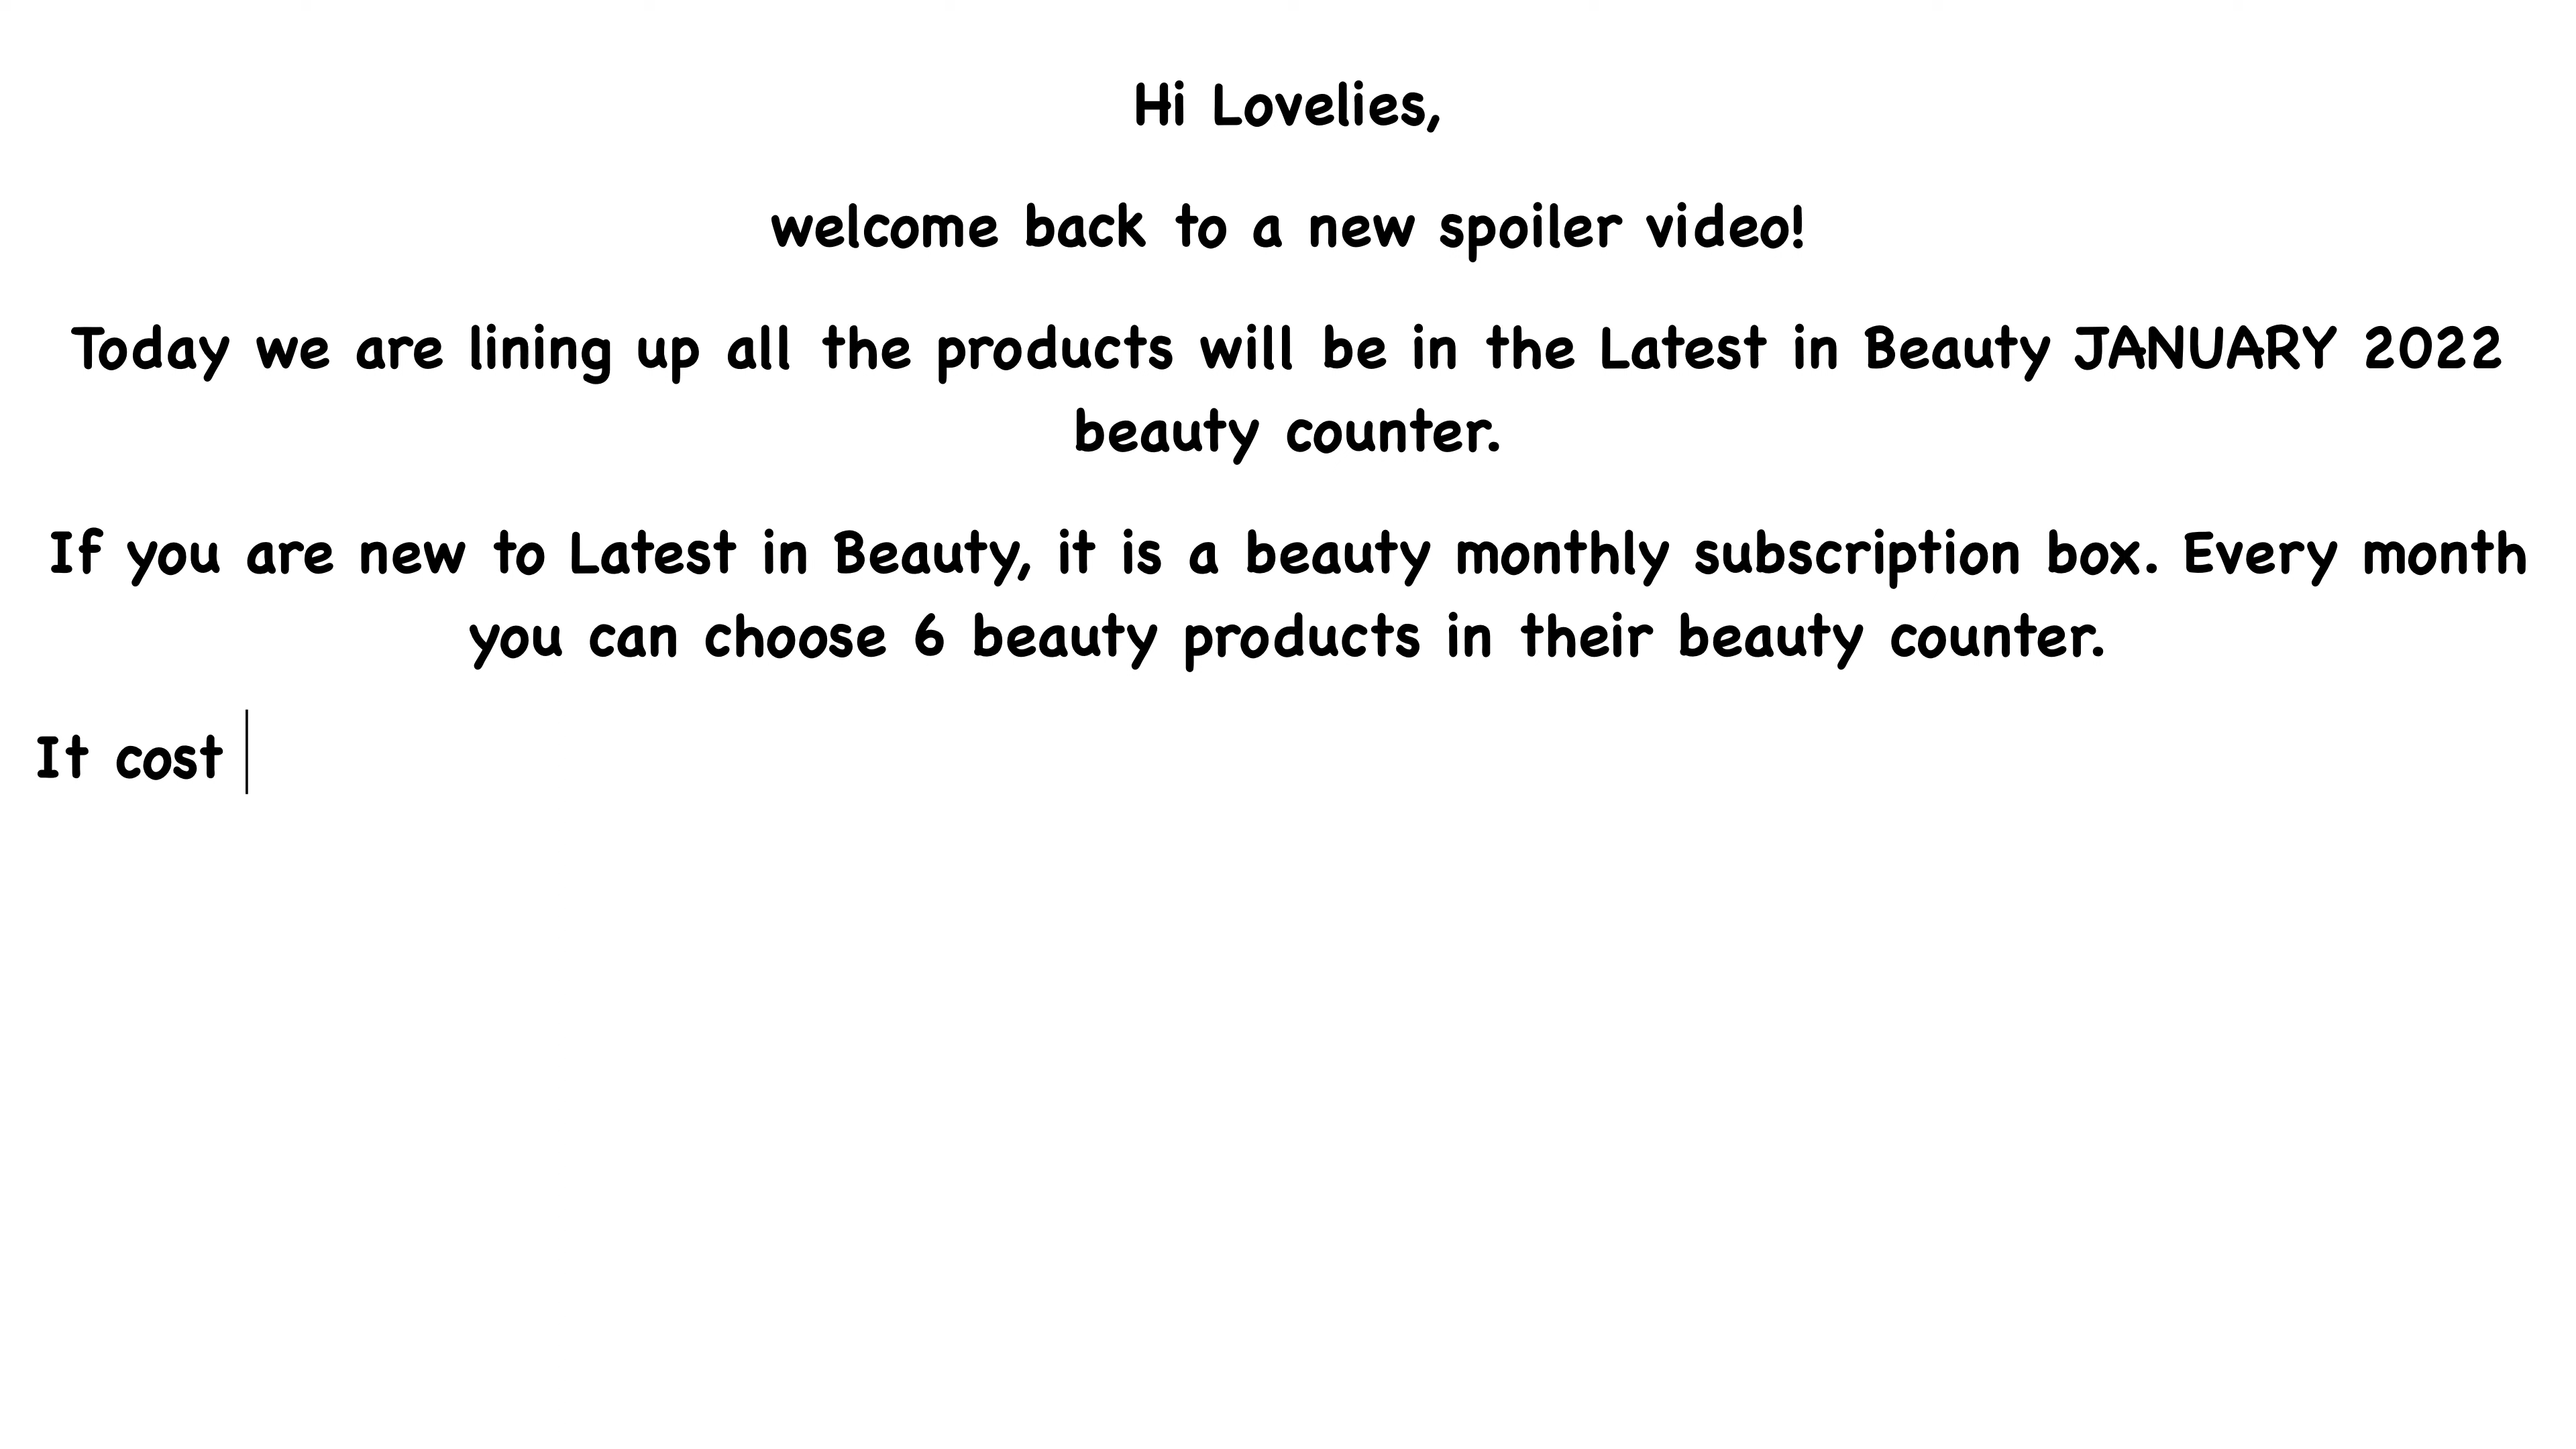 Hi Lovelies,
welcome back to a new spoiler video!
Today we are lining up all the products will be in the Latest in Beauty JANUARY 2022
beauty counter.
If you are new to Latest in Beauty, it is a beauty monthly subscription box. Every month
you can choose 6 beauty products in their beauty counter.
It cost